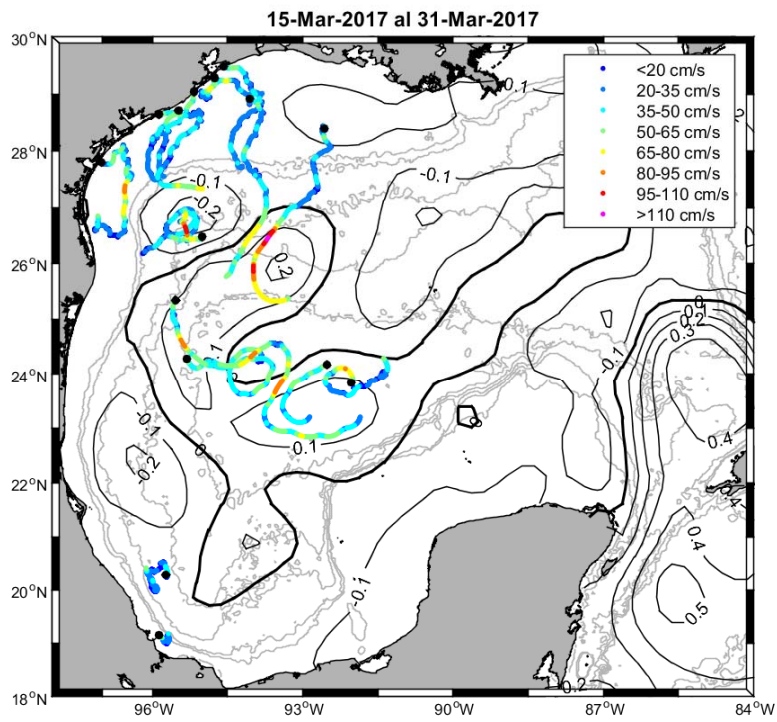 15-Mar-2017 al 31-Mar-2017
30°N
28°N
26°N
24°N
22°N
20°N
18°N
96°W
93°W
90°W
87°W
84°W
<20 cm/s
20-35 cm/s
35-50 cm/s
50-65 cm/s
65-80 cm/s
80-95 cm/s
95-110 cm/s
>110 cm/s
0.1
-0.1
-0.1
-0.2
0.2
0.1
0.2
0.3
-0.1
0.1
0
0
0
0.4
-0.1
0.1
-0.2
0.4
-0.1
0.5